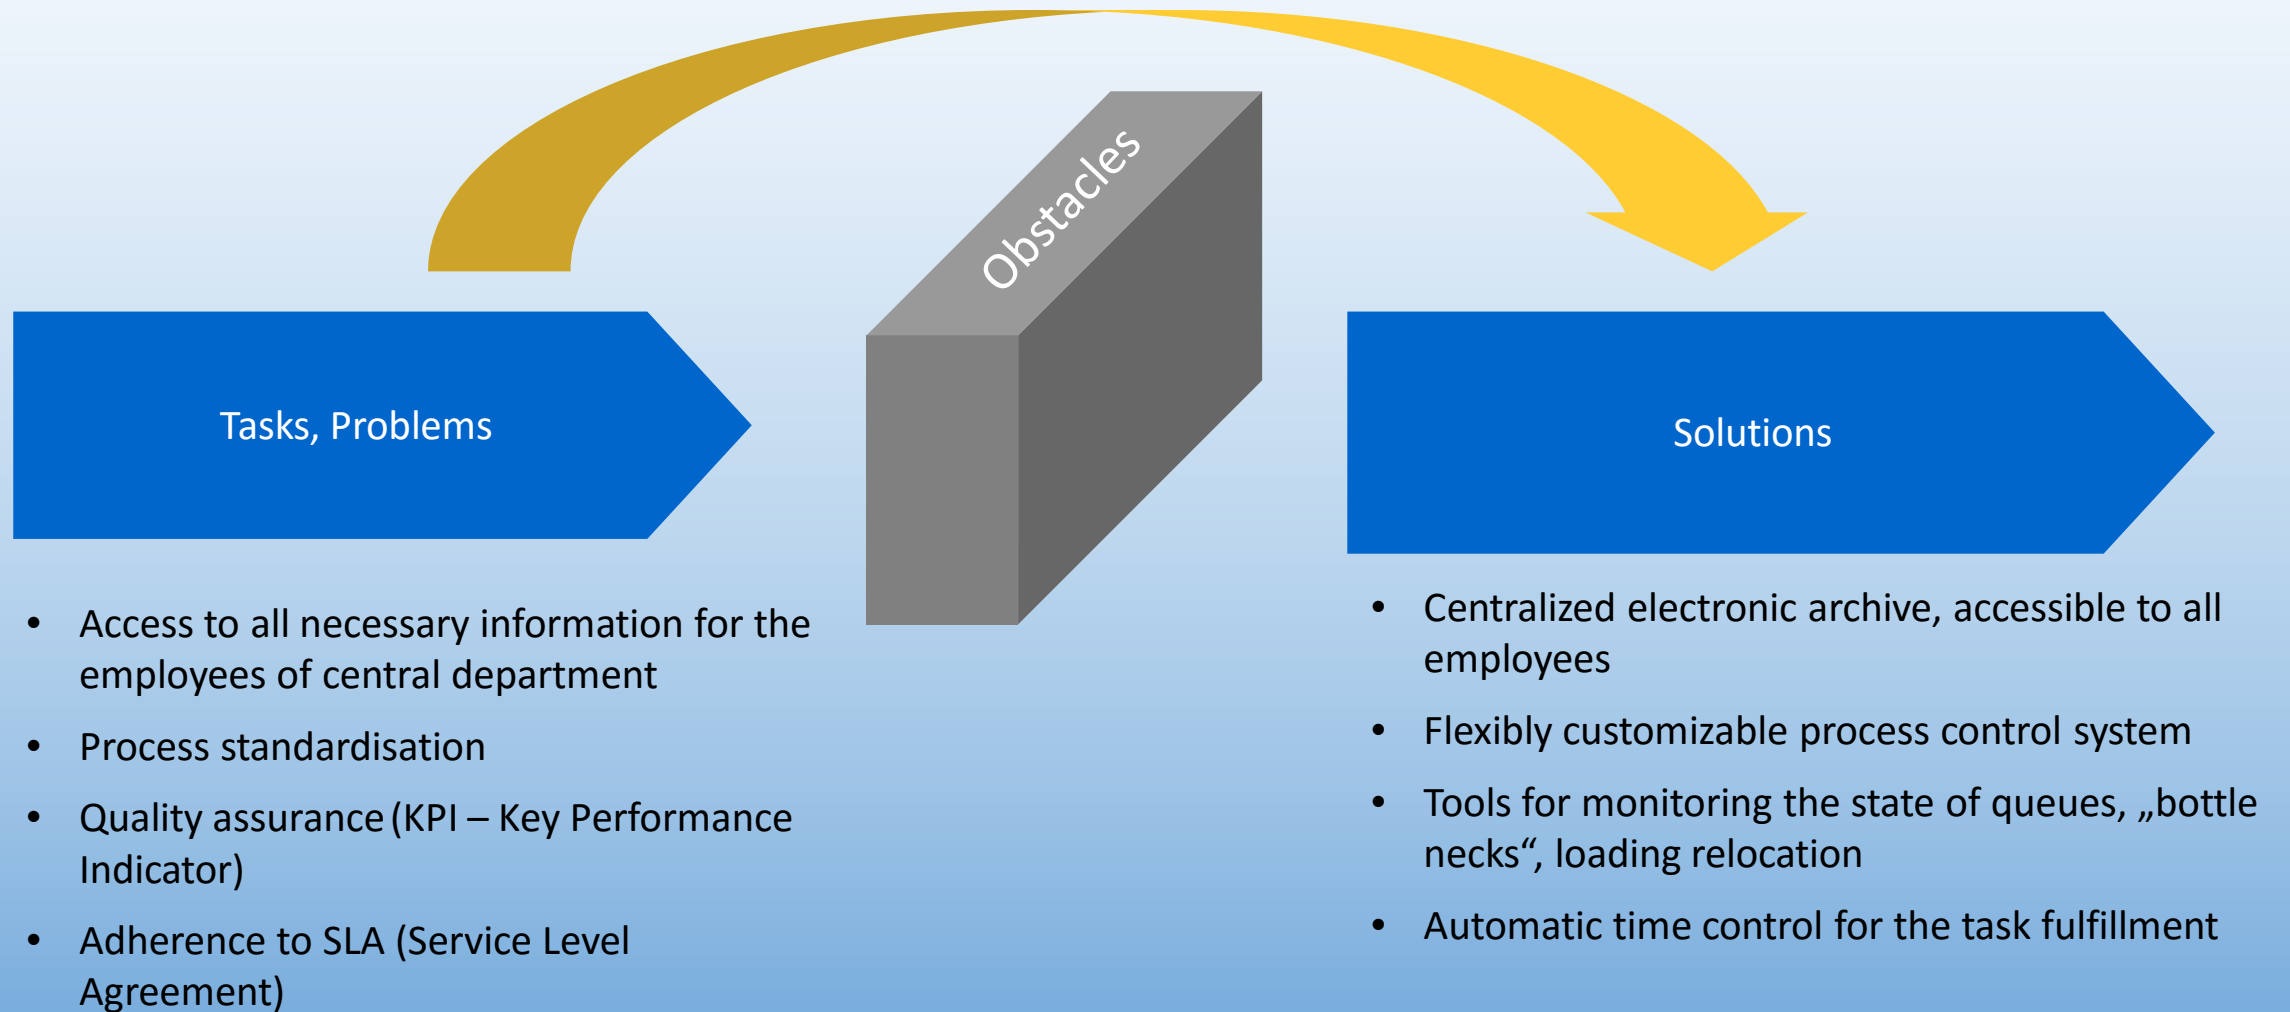 Obstacles
Tasks, Problems
Solutions
• Access to all necessary information for the
employees of central department
• Process standardisation
• Quality assurance (KPI – Key Performance
Indicator)
• Adherence to SLA (Service Level
Agreement)
• Centralized electronic archive, accessible to all
employees
• Flexibly customizable process control system
• Tools for monitoring the state of queues, „bottle
necks“, loading relocation
• Automatic time control for the task fulfillment